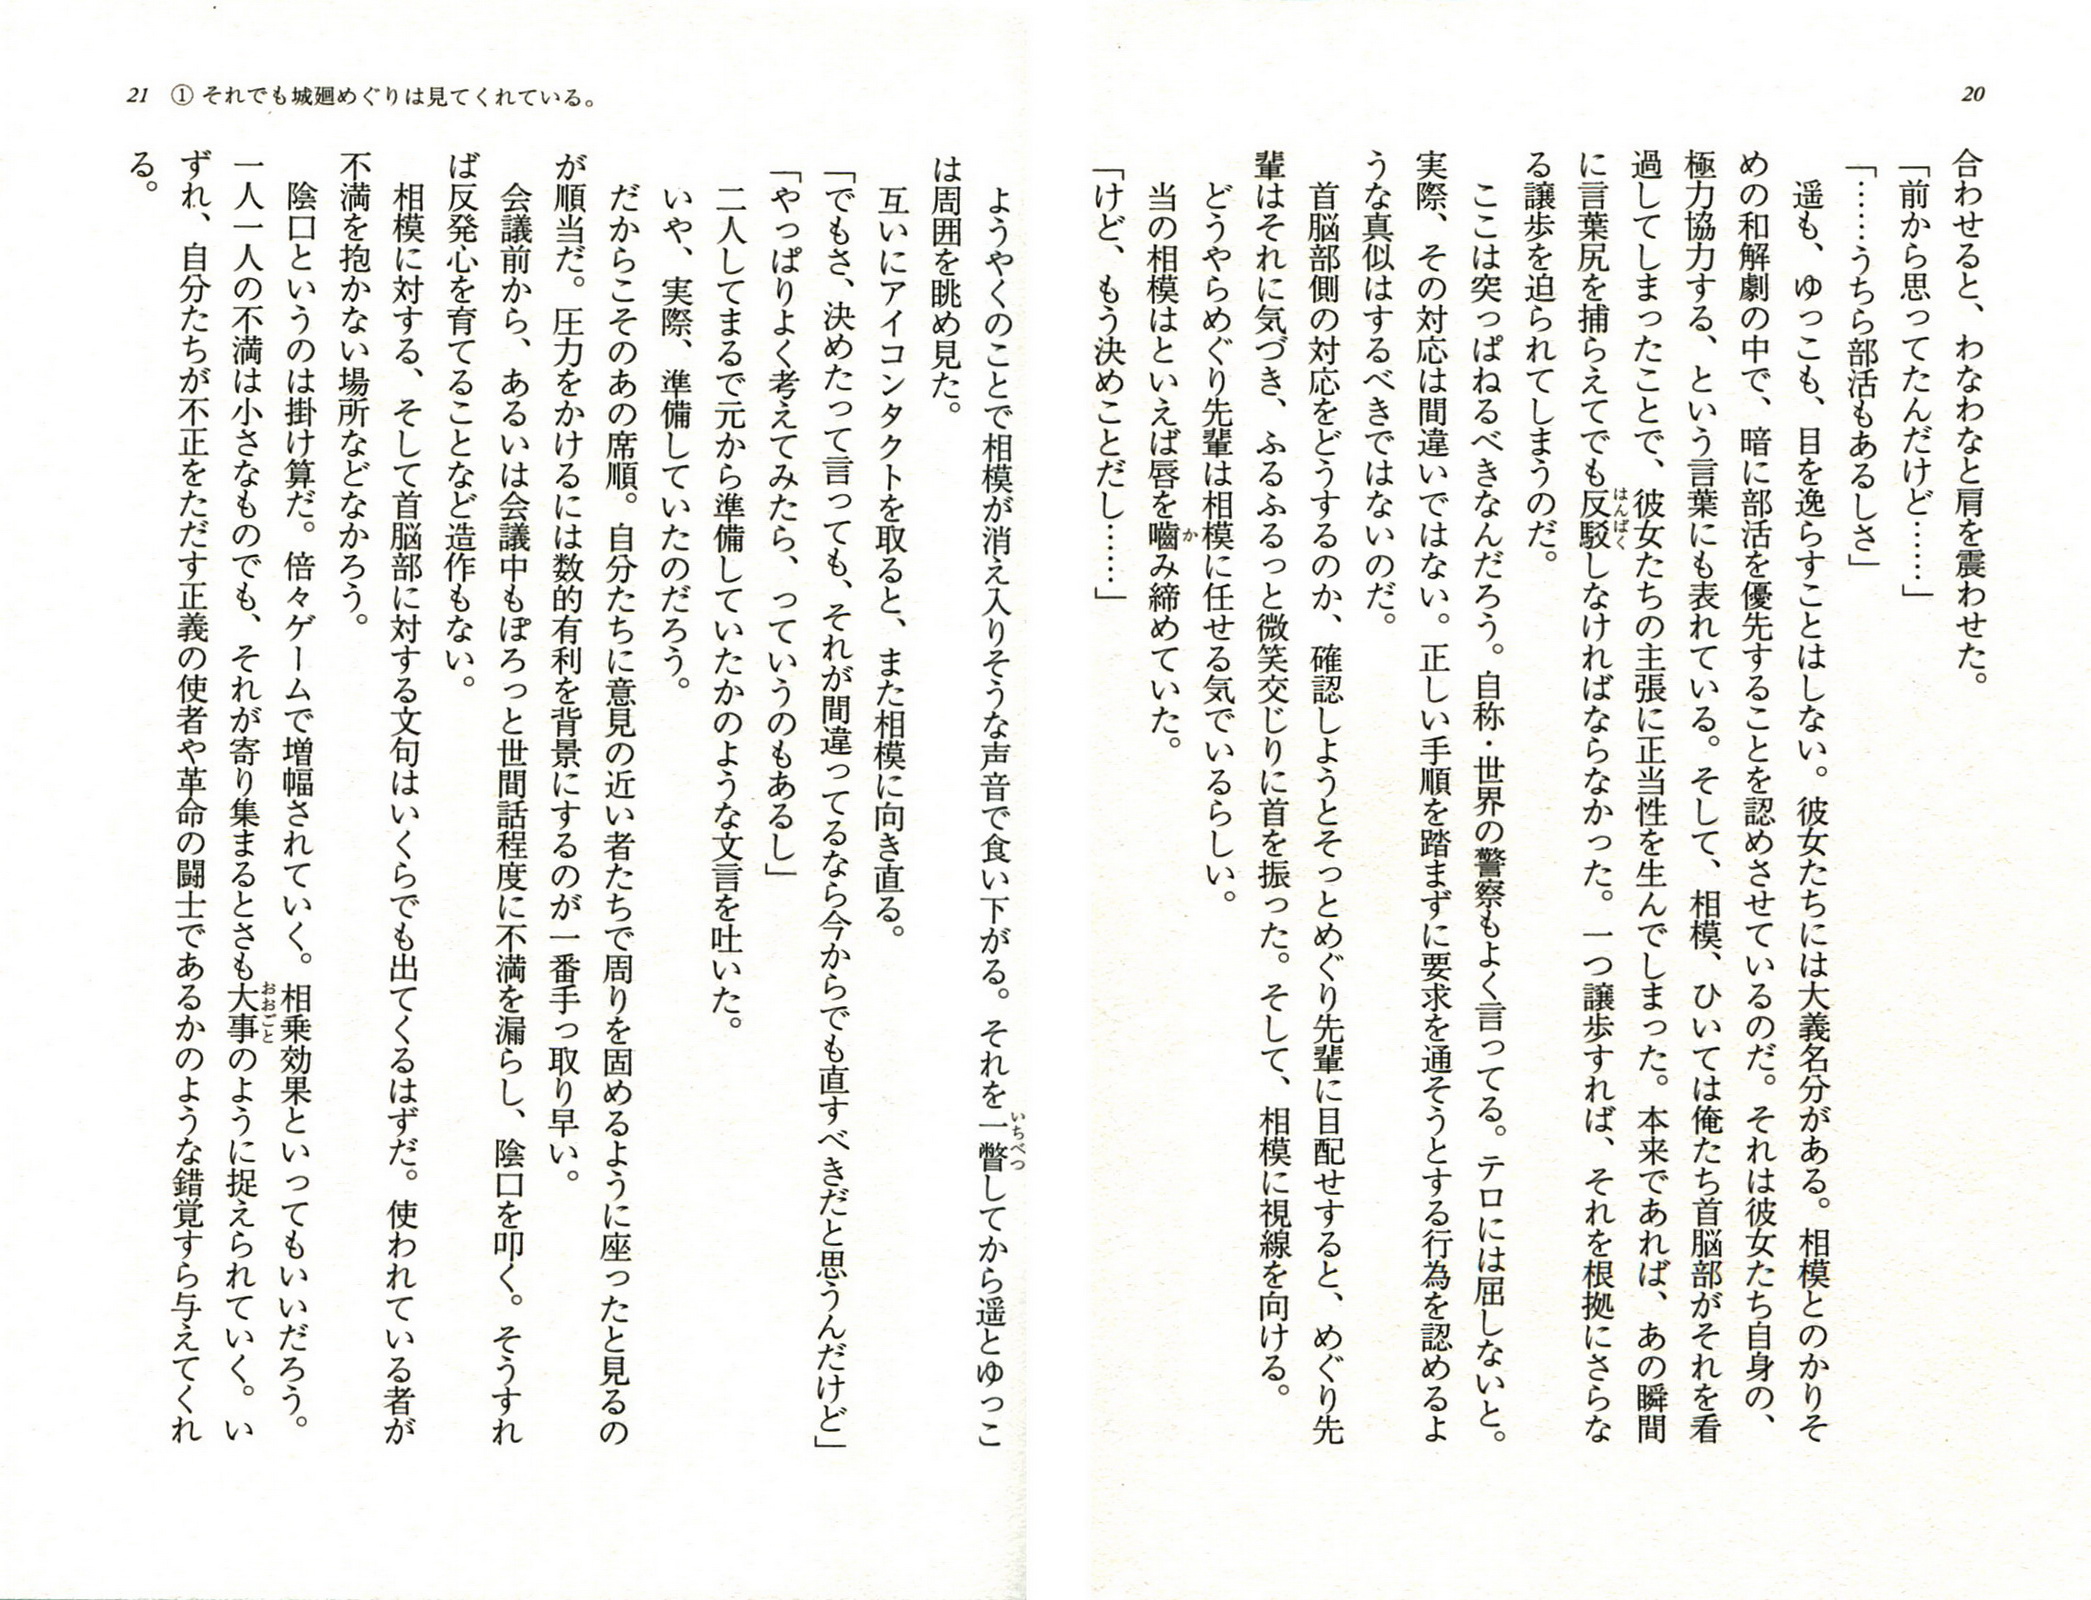 20
合わせると、わなわなと肩を震わせた。
「前から思ってたんだけど……」
「……うちら部活もあるしさ」
遥も、ゆっこも、目を逸らすことはしない。彼女たちには大義名分がある。相模とのかりそ
めの和解劇の中で、暗に部活を優先することを認めさせているのだ。それは彼女たち自身の、
極力協力する、という言葉にも表れている。そして、相模、ひいては俺たち首脳部がそれを看
過してしまったことで、彼女たちの主張に正当性を生んでしまった。本来であれば、あの瞬間
に言葉尻を捕らえてでも反駁しなければならなかった。一つ譲歩すれば、それを根拠にさらな
はんばく
る譲歩を迫られてしまうのだ。
ここは突っぱねるべきなんだろう。自称・世界の警察もよく言ってる。テロには屈しないと。
実際、その対応は間違いではない。正しい手順を踏まずに要求を通そうとする行為を認めるよ
うな真似はするべきではないのだ。
首脳部側の対応をどうするのか、確認しようとそっとめぐり先輩に目配せすると、めぐり先
輩はそれに気づき、ふるふるっと微笑交じりに首を振った。そして、相模に視線を向ける。
どうやらめぐり先輩は相模に任せる気でいるらしい。
当の相模はといえば唇を嚙み締めていた。
か
「けど、もう決めことだし……」
21 ① それでも城廻めぐりは見てくれている。
ようやくのことで相模が消え入りそうな声音で食い下がる。それを一瞥してから遥とゆっこ
いちべつ
は周囲を眺め見た。
互いにアイコンタクトを取ると、また相模に向き直る。
「でもさ、決めたって言っても、それが間違ってるなら今からでも直すべきだと思うんだけど」
「やっぱりよく考えてみたら、っていうのもあるし」
二人してまるで元から準備していたかのような文言を吐いた。
いや、実際、準備していたのだろう。
だからこそのあの席順。自分たちに意見の近い者たちで周りを固めるように座ったと見るの
が順当だ。圧力をかけるには数的有利を背景にするのが一番手っ取り早い。
会議前から、あるいは会議中もぽろっと世間話程度に不満を漏らし、陰口を叩く。そうすれ
ば反発心を育てることなど造作もない。
相模に対する、そして首脳部に対する文句はいくらでも出てくるはずだ。使われている者が
不満を抱かない場所などなかろう。
陰口というのは掛け算だ。倍々ゲームで増幅されていく。相乗効果といってもいいだろう。
一人一人の不満は小さなものでも、それが寄り集まるとさも大事のように捉えられていく。い
おおごと
ずれ、自分たちが不正をただす正義の使者や革命の闘士であるかのような錯覚すら与えてくれ
る。